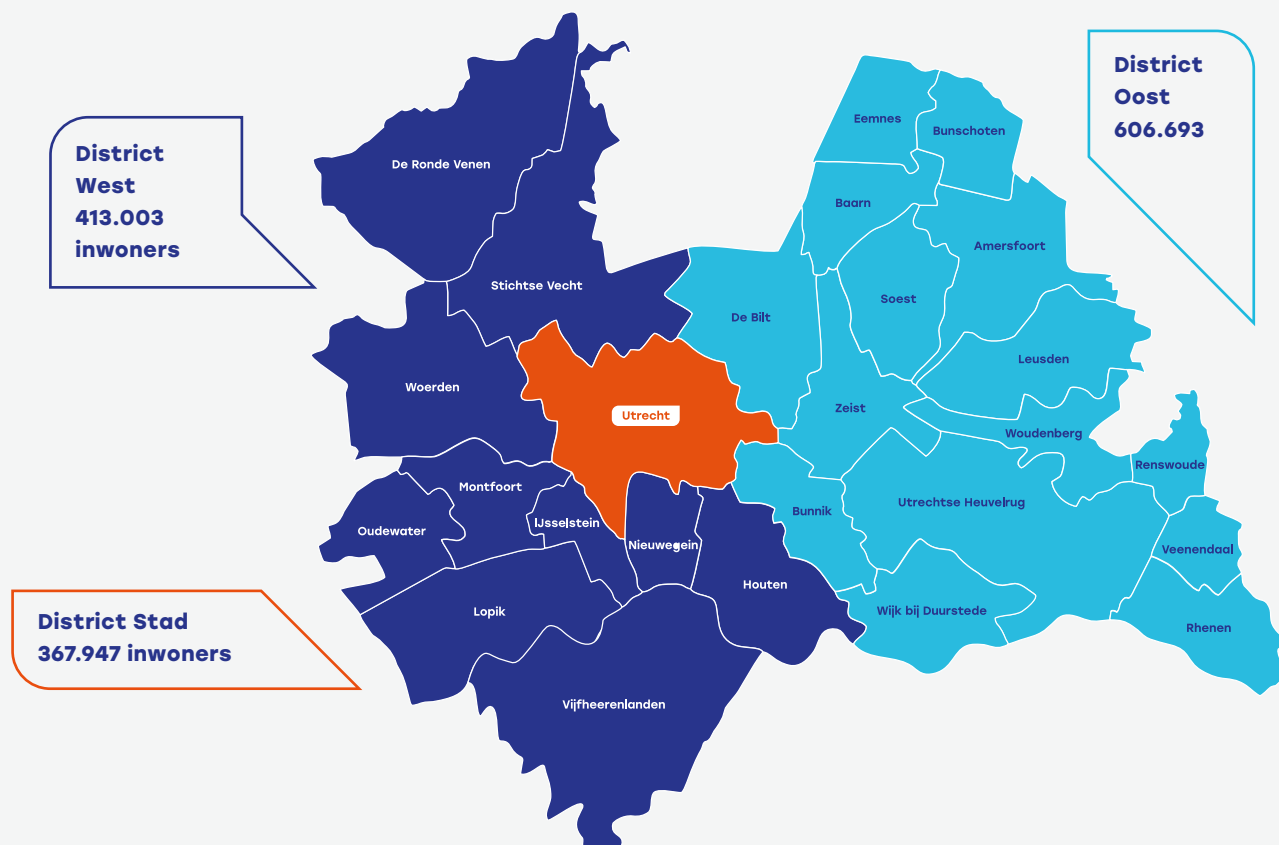 District
West
413.003
inwoners
District
Oost
606.693
District Stad
367.947 inwoners
De Ronde Venen
Stichtse Vecht
Woerden
Utrecht
Montfoort
Oudewater
IJsselstein
Nieuwegein
Houten
Lopik
Vijfheerenlanden
Eemnes
Bunschoten
Baarn
Amersfoort
Soest
De Bilt
Leusden
Zeist
Woudenberg
Renswoude
Utrechtse Heuvelrug
Bunnik
Veenendaal
Wijk bij Duurstede
Rhenen